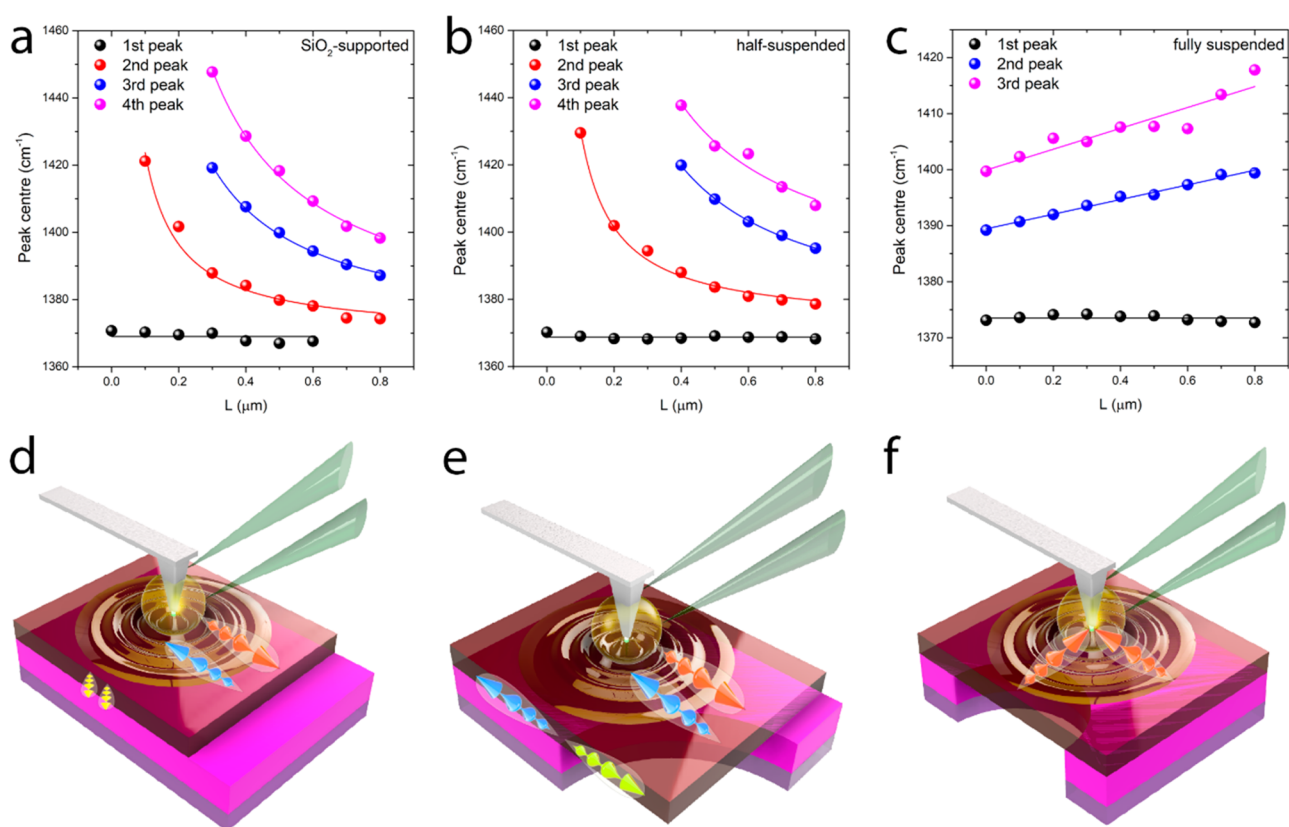 a
SiO₂-supported
1st peak
2nd peak
3rd peak
4th peak
Peak centre (cm⁻¹)
1460
1440
1420
1400
1380
1360
0.0 0.2 0.4 0.6 0.8
L (μm)
b
half-suspended
1st peak
2nd peak
3rd peak
4th peak
Peak centre (cm⁻¹)
1460
1440
1420
1400
1380
1360
0.0 0.2 0.4 0.6 0.8
L (μm)
c
fully suspended
1st peak
2nd peak
3rd peak
Peak centre (cm⁻¹)
1420
1410
1400
1390
1380
1370
0.0 0.2 0.4 0.6 0.8
L (μm)
d
e
f